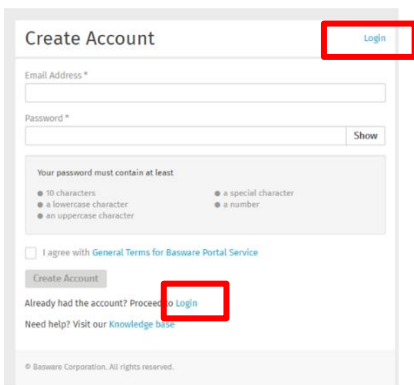 Create Account Login
Email Address *
Password *
Show
Your password must contain at least
10 characters a special character
a lowercase character a number
an uppercase character
I agree with General Terms for Basware Portal Service
Create Account
Already had the account? Proceed to Login
Need help? Visit our Knowledge base
© Basware Corporation. All rights reserved.